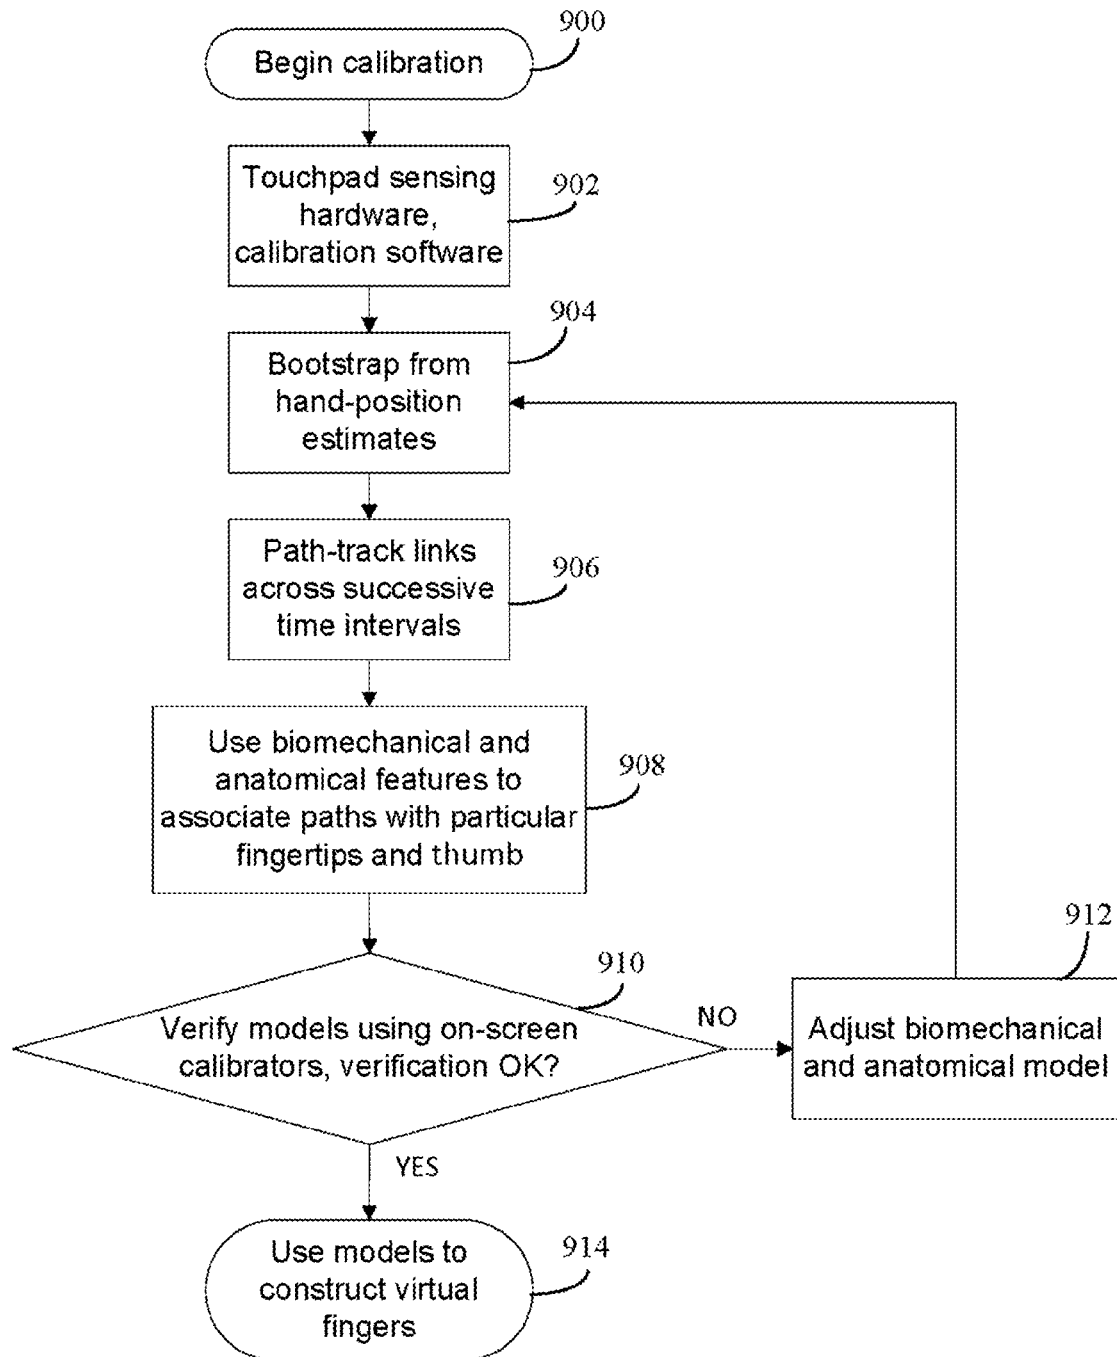 900
Begin calibration
Touchpad sensing
hardware,
calibration software
902
904
Bootstrap from
hand-position
estimates
Path-track links
across successive
time intervals
906
Use biomechanical and
anatomical features to
associate paths with particular
fingertips and thumb
908
910
Verify models using on-screen
calibrators, verification OK?
NO
912
Adjust biomechanical
and anatomical model
YES
Use models to
construct virtual
fingers
914